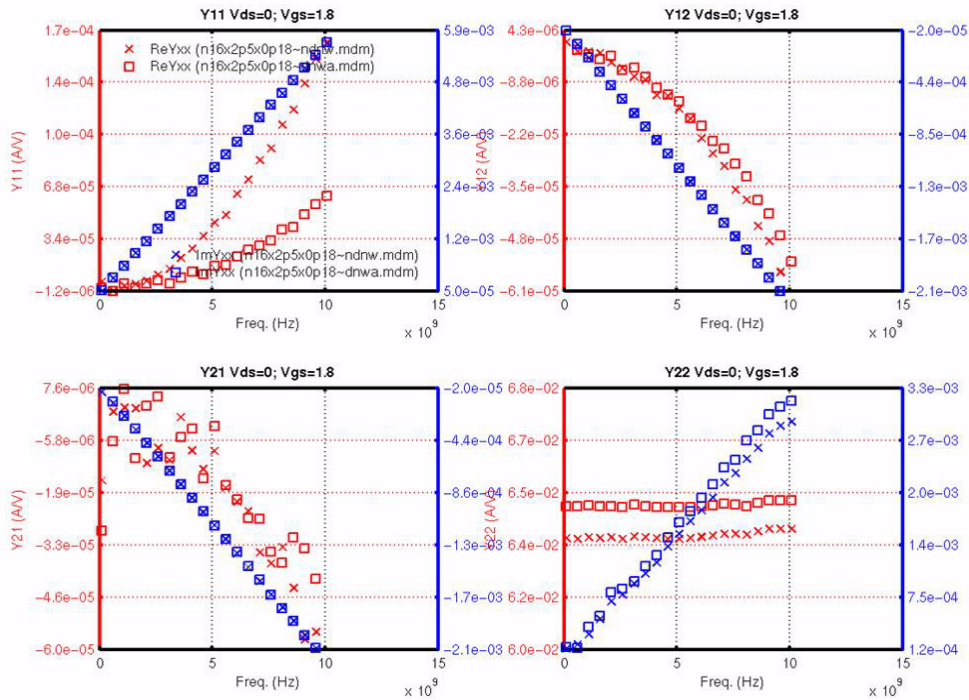 Y11 Vds=0; Vgs=1.8
1.7e-04
1.4e-04
1.0e-04
6.8e-05
3.4e-05
-1.2e-06
Y11 (A/V)
ReYxx (n16x2p5x0p18~ndnw.mdm)
ReYxx (n16x2p5x0p18~dnwa.mdm)
ImYxx (n16x2p5x0p18~ndnw.mdm)
ImYxx (n16x2p5x0p18~dnwa.mdm)
5.9e-03
4.8e-03
3.6e-03
2.4e-03
1.2e-03
5.0e-05
0 5 10 15
Freq. (Hz)
x 10^9
Y12 Vds=0; Vgs=1.8
4.3e-06
-8.8e-06
-2.2e-05
-3.5e-05
-4.8e-05
-6.1e-05
Y12 (A/V)
-2.0e-05
-4.4e-04
-8.5e-04
-1.3e-03
-1.7e-03
-2.1e-03
0 5 10 15
Freq. (Hz)
x 10^9
Y21 Vds=0; Vgs=1.8
7.6e-06
-5.8e-06
-1.9e-05
-3.3e-05
-4.6e-05
-6.0e-05
Y21 (A/V)
-2.0e-05
-4.4e-04
-8.6e-04
-1.3e-03
-1.7e-03
-2.1e-03
0 5 10 15
Freq. (Hz)
x 10^9
Y22 Vds=0; Vgs=1.8
6.8e-02
6.7e-02
6.5e-02
6.4e-02
6.2e-02
6.0e-02
Y22 (A/V)
3.3e-03
2.7e-03
2.0e-03
1.4e-03
7.5e-04
1.2e-04
0 5 10 15
Freq. (Hz)
x 10^9